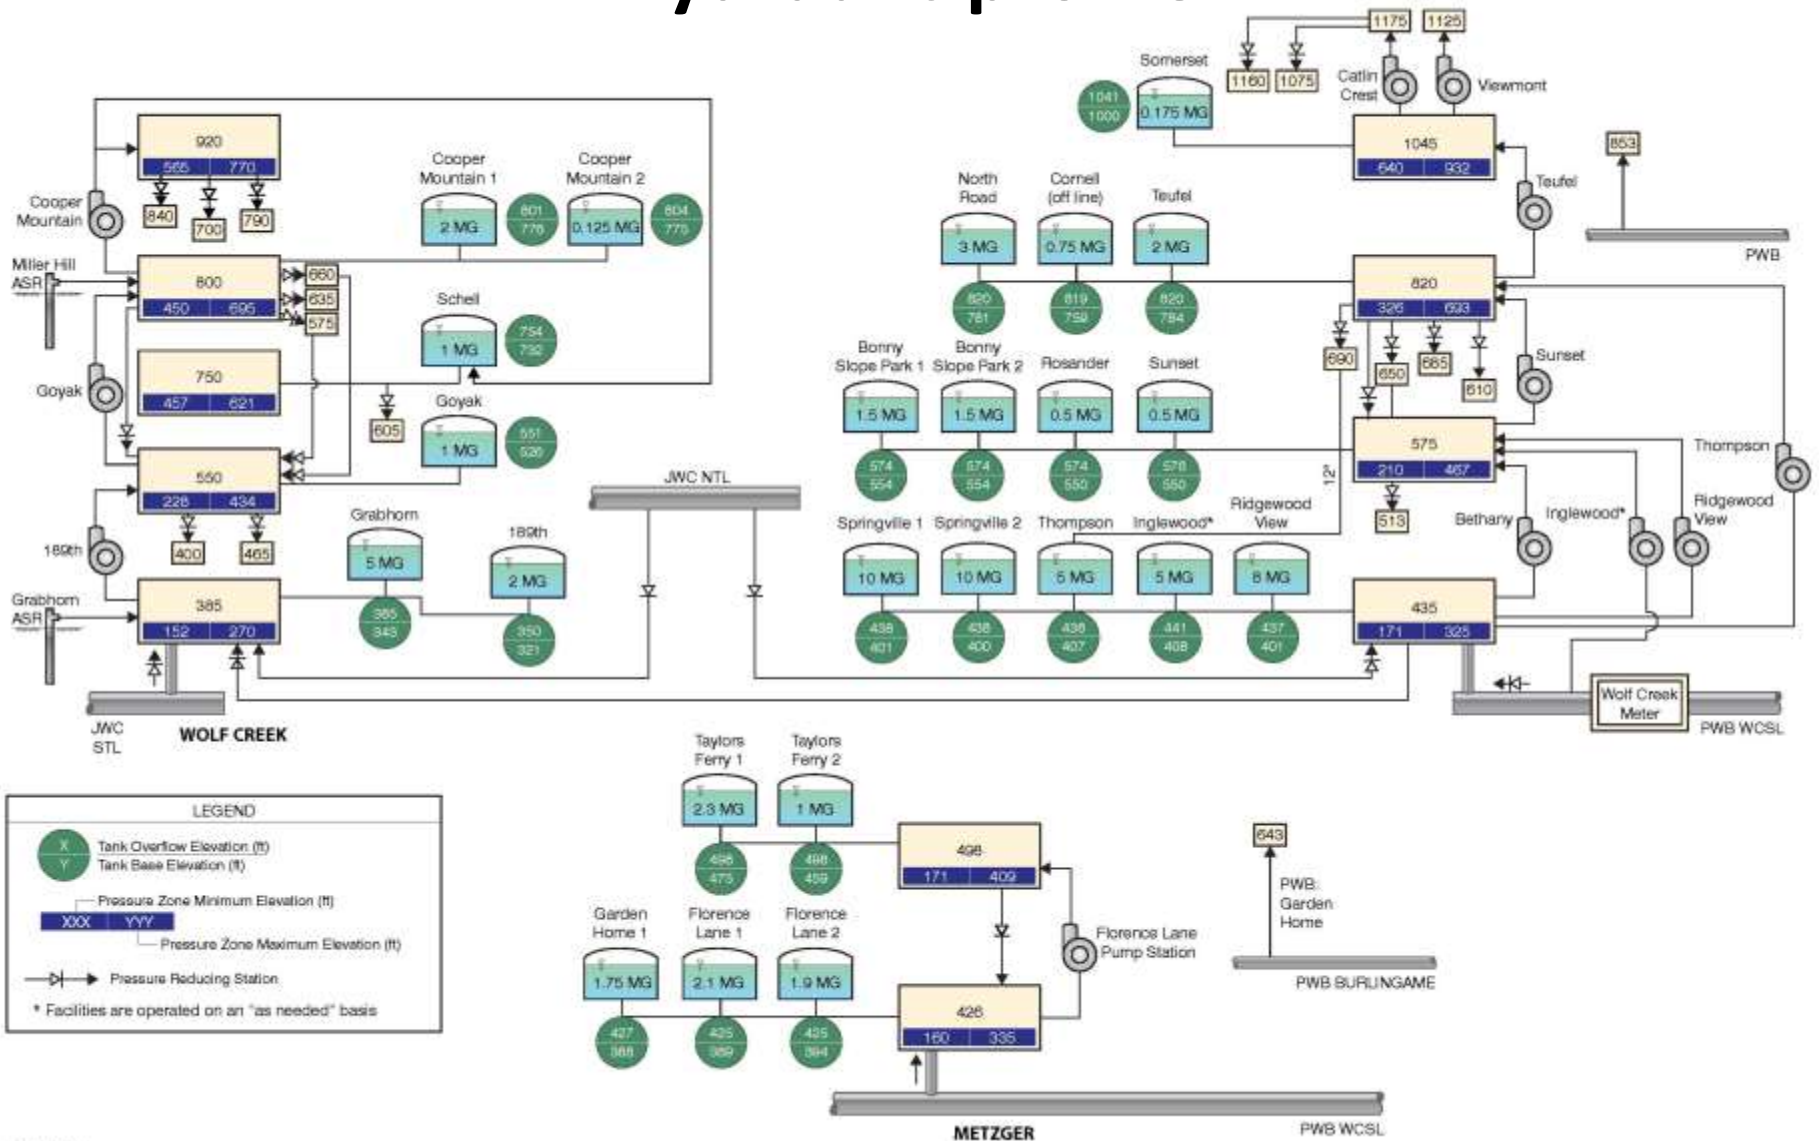 1175
1125
1160
1075
Catlin
Crest
Viewmont
Somerset
0.175 MG
1041
1000
1045
640 932
853
PWB
Teufel
920
565 770
840
700
790
Cooper
Mountain
Cooper
Mountain 1
2 MG
801
776
Cooper
Mountain 2
0.125 MG
804
775
Miller Hill
ASR
800
450 695
660
635
575
Schell
1 MG
754
732
750
457 621
605
Goyak
Goyak
1 MG
551
526
550
228 434
400
465
189th
Grabhorn
5 MG
385
343
189th
2 MG
350
321
Grabhorn
ASR
385
152 270
JWC
STL
WOLF CREEK
JWC NTL
North
Road
3 MG
820
781
Cornell
(off line)
0.75 MG
819
759
Teufel
2 MG
820
784
820
326 693
690
650
665
610
Sunset
Bonny
Slope Park 1
1.5 MG
574
554
Bonny
Slope Park 2
1.5 MG
574
554
Rosander
0.5 MG
574
550
Sunset
0.5 MG
576
550
575
210 467
513
12"
Thompson
Bethany
Inglewood*
Ridgewood
View
Springville 1
10 MG
438
401
Springville 2
10 MG
438
400
Thompson
5 MG
436
407
Inglewood*
5 MG
441
408
Ridgewood
View
8 MG
437
401
435
171 325
Wolf Creek
Meter
PWB WCSL
LEGEND
X
Y
Tank Overflow Elevation (ft)
Tank Base Elevation (ft)
Pressure Zone Minimum Elevation (ft)
XXX YYY
Pressure Zone Maximum Elevation (ft)
Pressure Reducing Station
* Facilities are operated on an "as needed" basis
Taylors
Ferry 1
2.3 MG
498
475
Taylors
Ferry 2
1 MG
498
459
498
171 409
Garden
Home 1
1.75 MG
427
388
Florence
Lane 1
2.1 MG
425
389
Florence
Lane 2
1.9 MG
425
394
426
160 335
Florence Lane
Pump Station
643
PWB:
Garden
Home
PWB BURLINGAME
METZGER
PWB WCSL